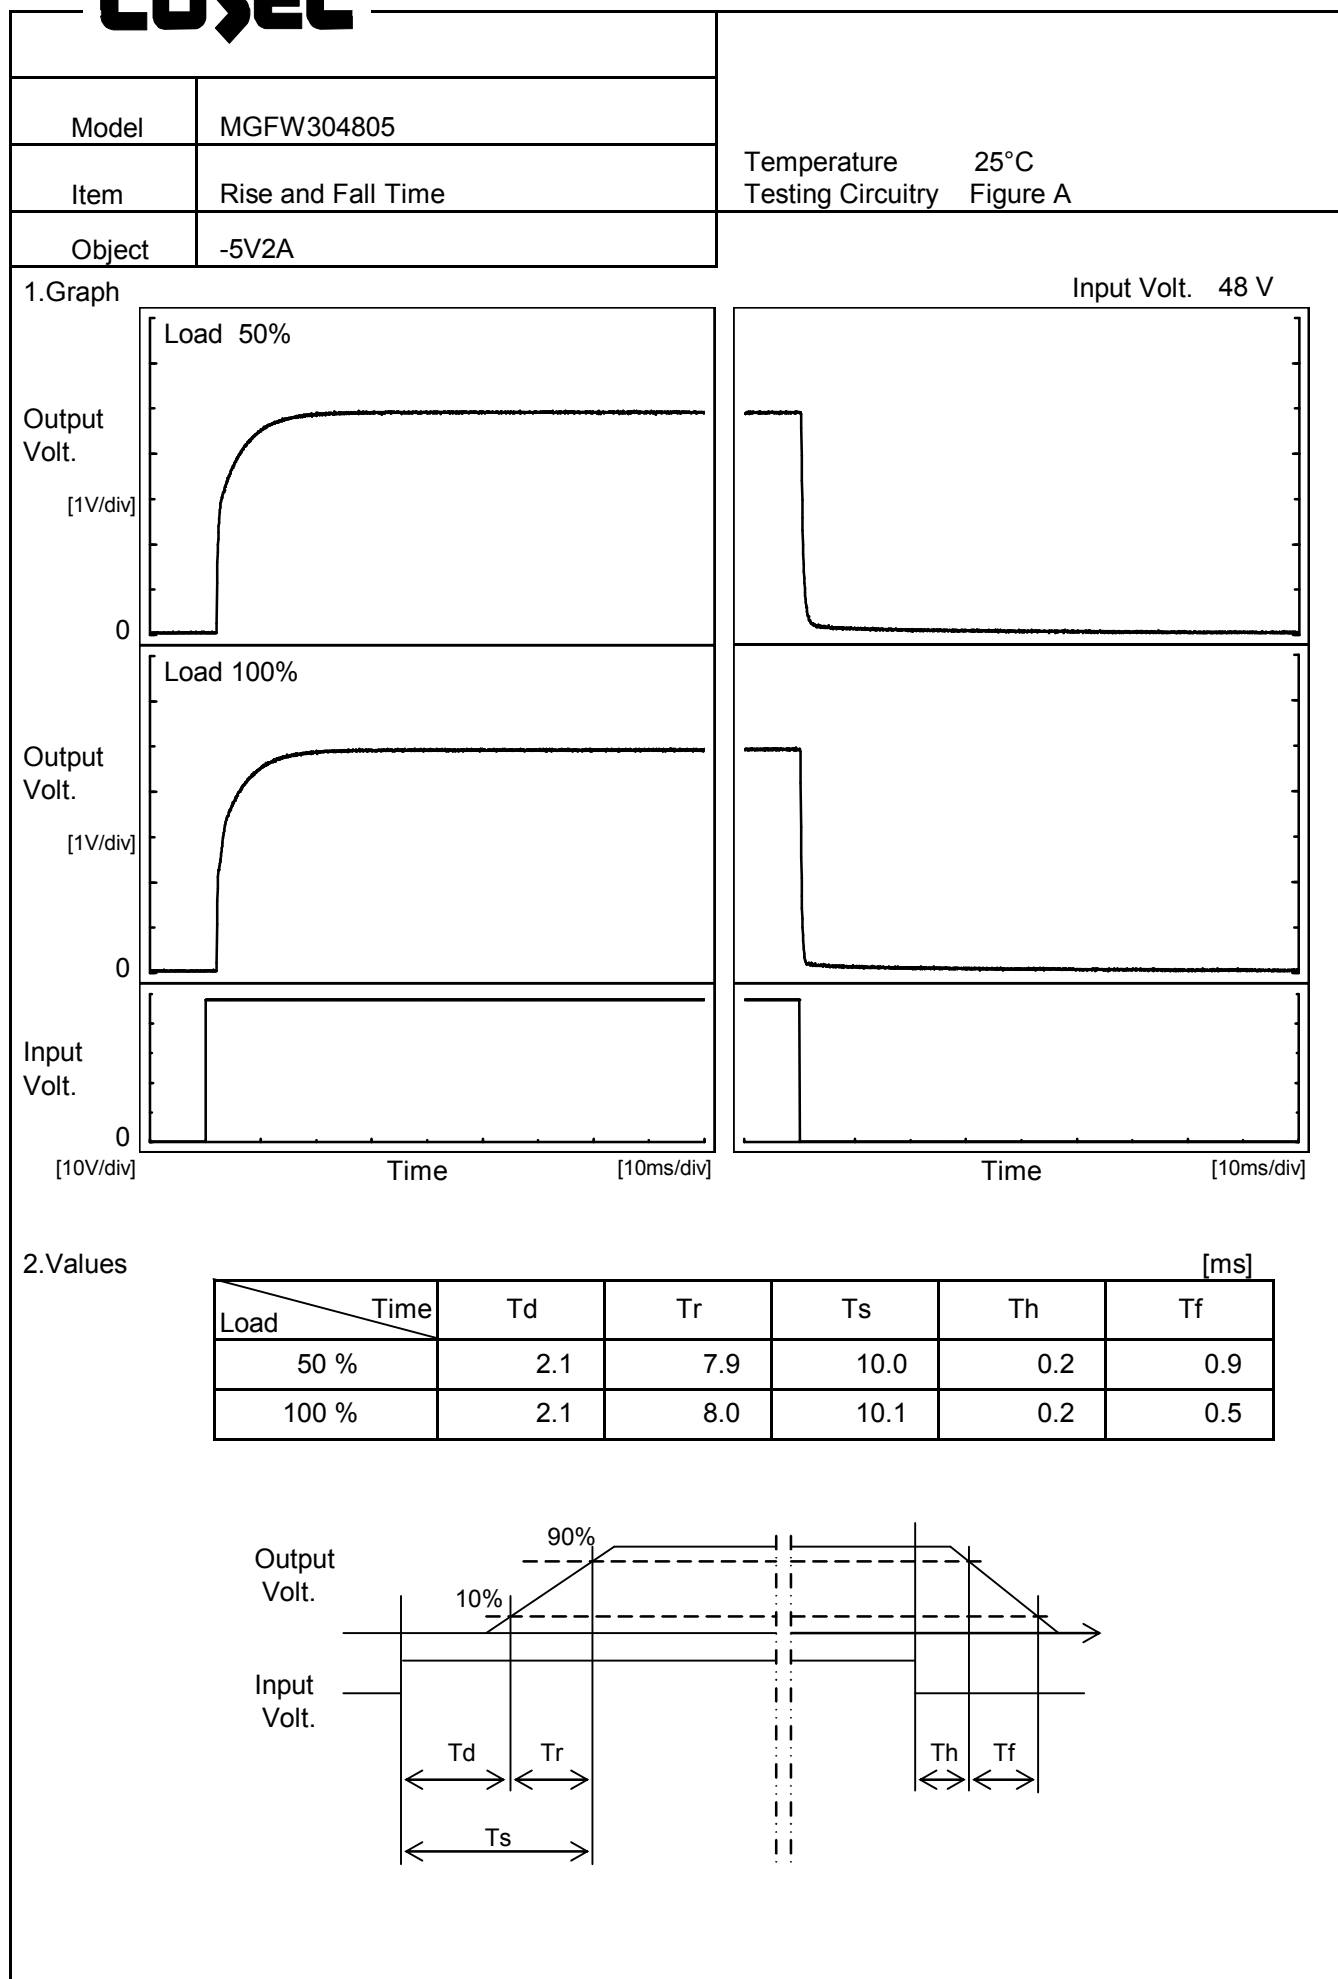 COSEL
Model MGFW304805
Temperature 25°C
Item Rise and Fall Time Testing Circuitry Figure A
Object -5V2A
1.Graph Input Volt. 48 V
Load 50%
Output
Volt.
[1V/div]
0
Load 100%
Output
Volt.
[1V/div]
0
Input
Volt.
0
[10V/div] Time [10ms/div] Time [10ms/div]
2.Values [ms]
Time Td Tr Ts Th Tf
Load
50 % 2.1 7.9 10.0 0.2 0.9
100 % 2.1 8.0 10.1 0.2 0.5
90%
Output
Volt.
10%
Input
Volt.
Td Tr Th Tf
Ts